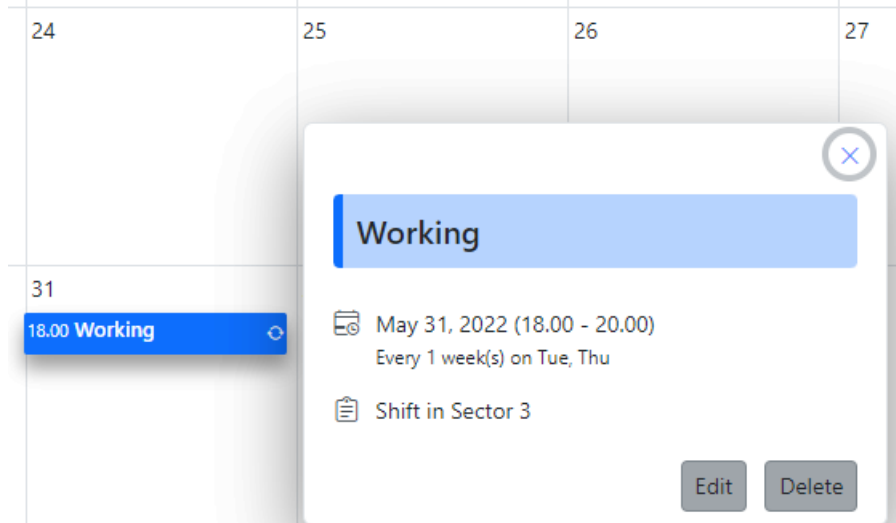 24
25
26
27
31
18.00 Working
Working
May 31, 2022 (18.00 - 20.00)
Every 1 week(s) on Tue, Thu
Shift in Sector 3
Edit
Delete